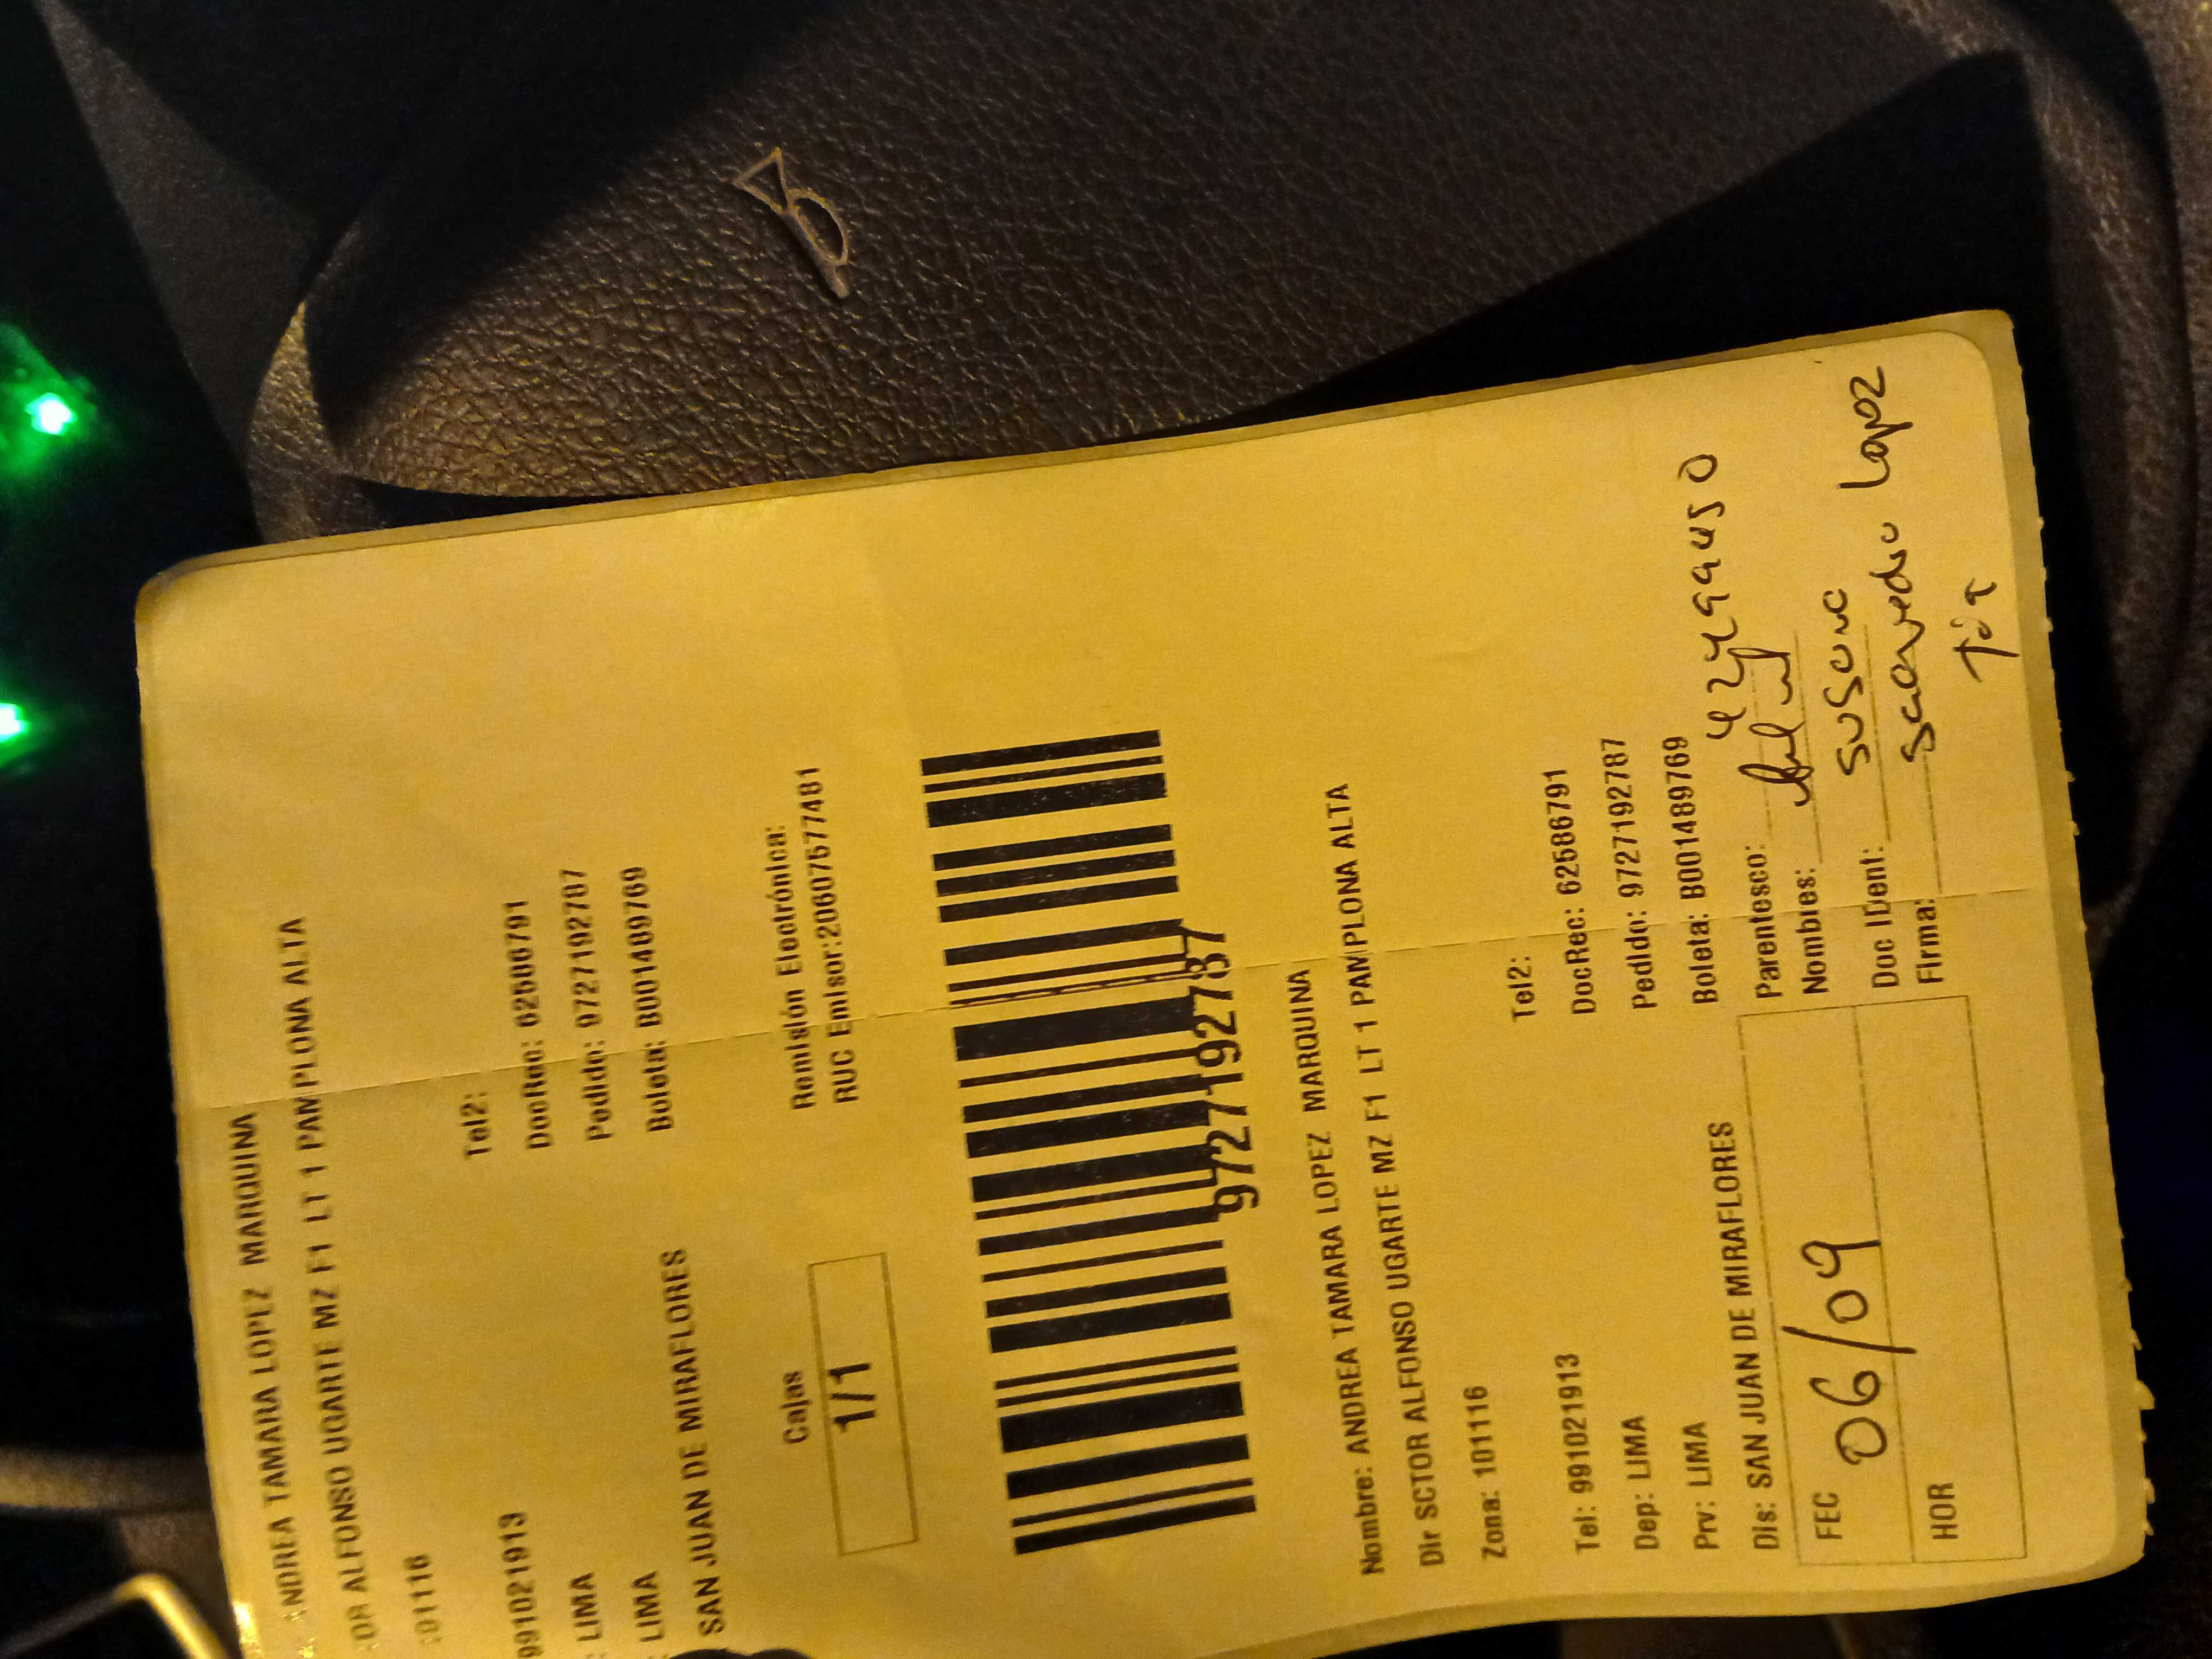 ANDREA TAMARA LOPEZ MARQUINA
OR ALFONSO UGARTE MZ F1 LT 1 PAMPLONA ALTA
101116
991021913
Tel2:
: LIMA
DocRec: 62586791
: LIMA
Pedido: 9727192787
SAN JUAN DE MIRAFLORES
Boleta: B001489769
Cajas
1/1
Remisión Electrónica:
RUC Emisor:20607577481
9727192787
Nombre: ANDREA TAMARA LOPEZ MARQUINA
Dir SCTOR ALFONSO UGARTE MZ F1 LT 1 PAMPLONA ALTA
Zona: 101116
Tel: 991021913
Tel2:
Dep: LIMA
DocRec: 62586791
Prv: LIMA
Pedido: 9727192787
Dis: SAN JUAN DE MIRAFLORES
Boleta: B001489769
FEC 06/09
HOR
Parentesco:
Nombres:
Doc IDent: Susana
Firma: Saavedra Lopez
Tía